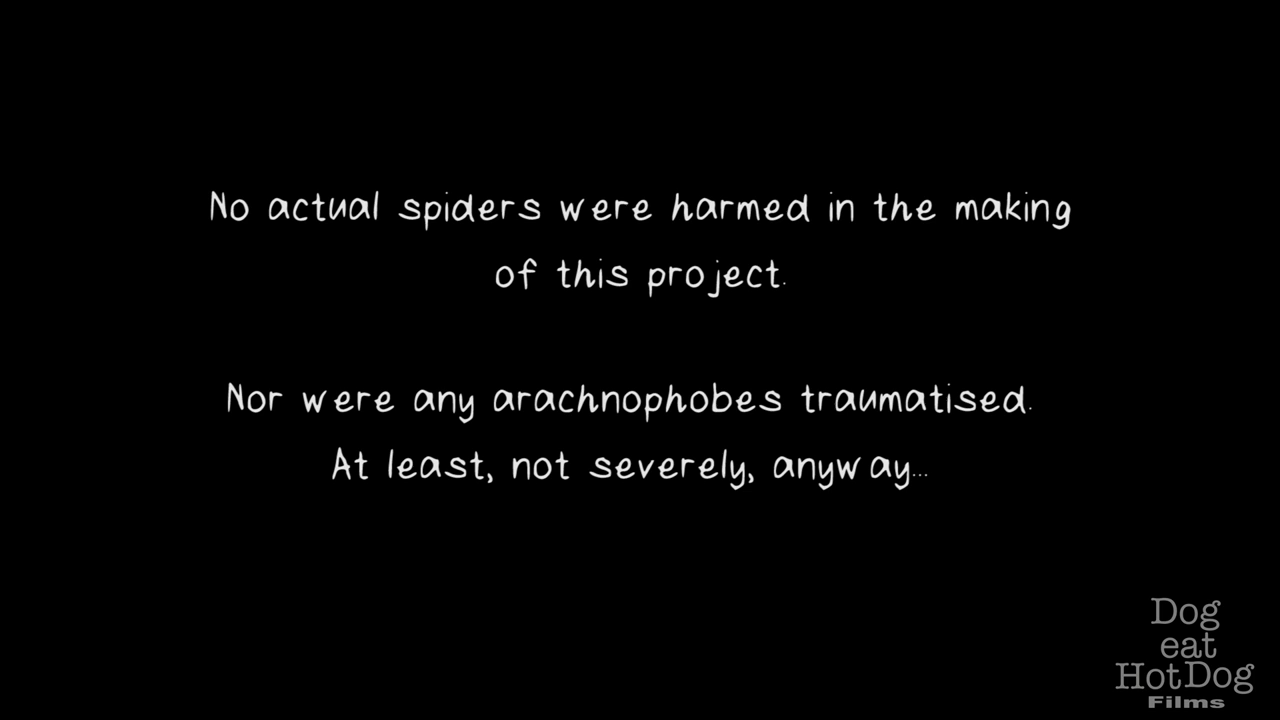 No actual spiders were harmed in the making
of this project.
Nor were any arachnophobes traumatised.
At least, not severely, anyway...
Dog
eat
HotDog
Films